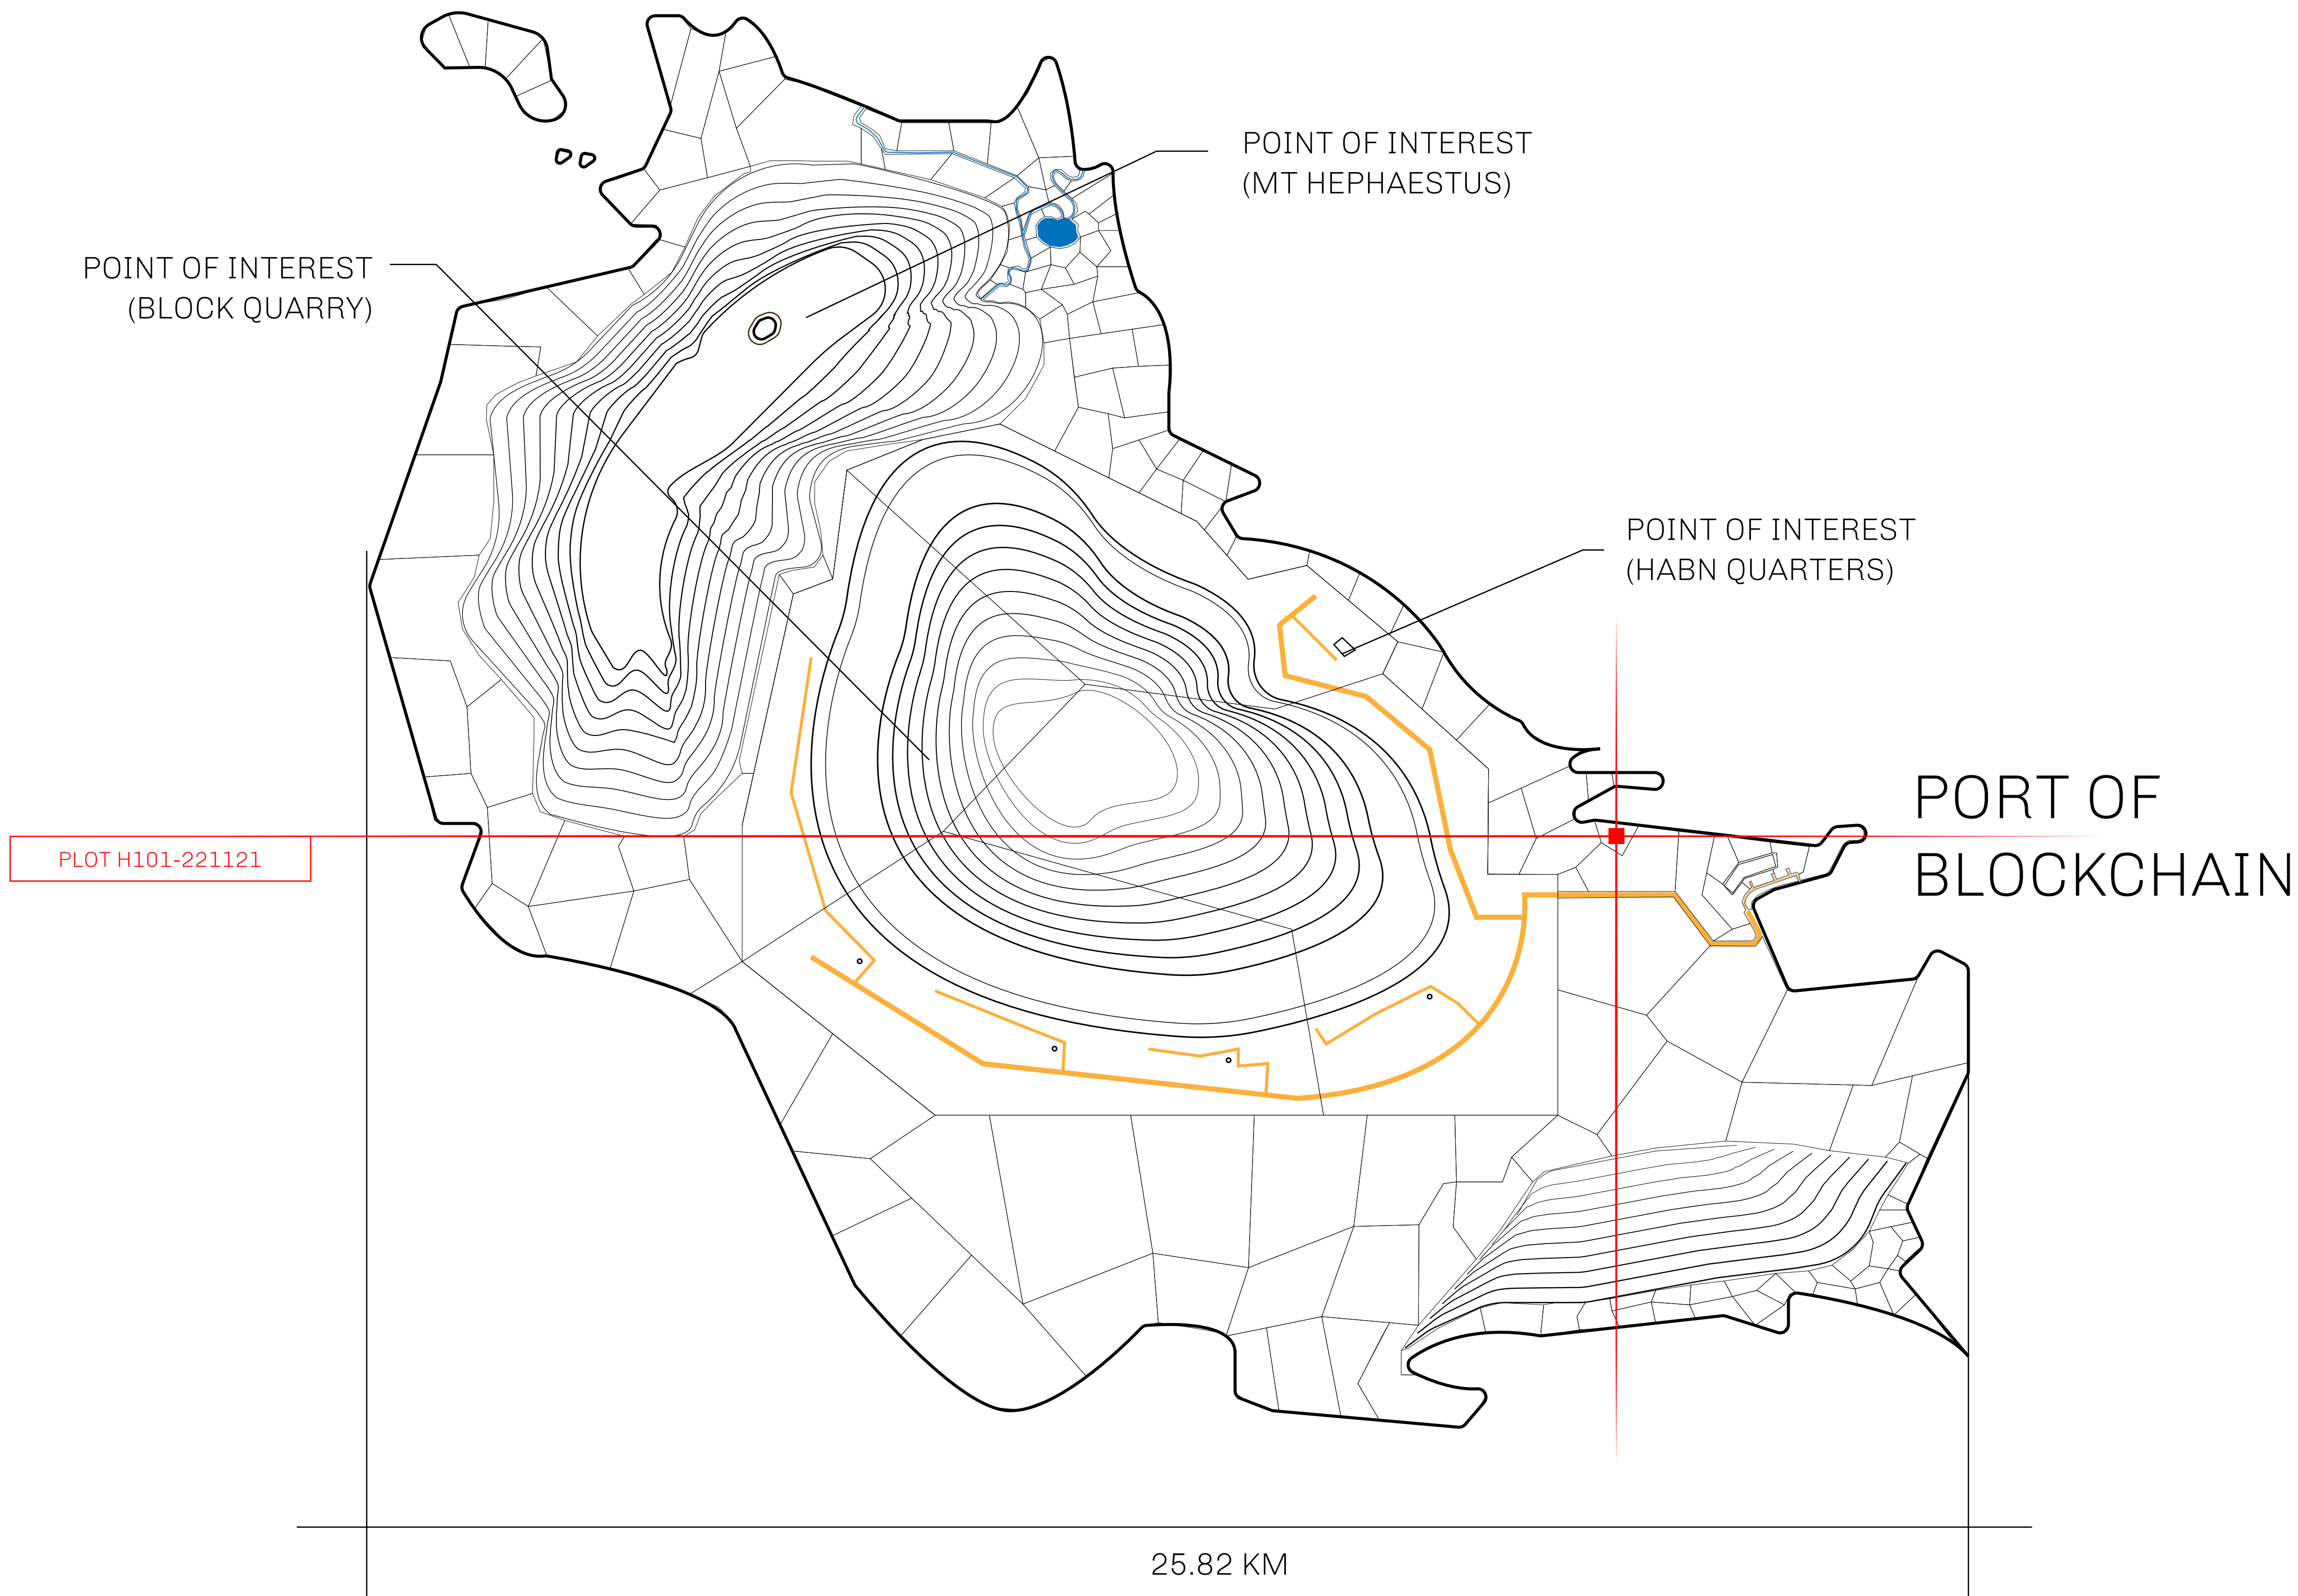 POINT OF INTEREST
(MT HEPHAESTUS)
POINT OF INTEREST
(BLOCK QUARRY)
POINT OF INTEREST
(HABN QUARTERS)
PORT OF
BLOCKCHAIN
PLOT H101-221121
25.82 KM